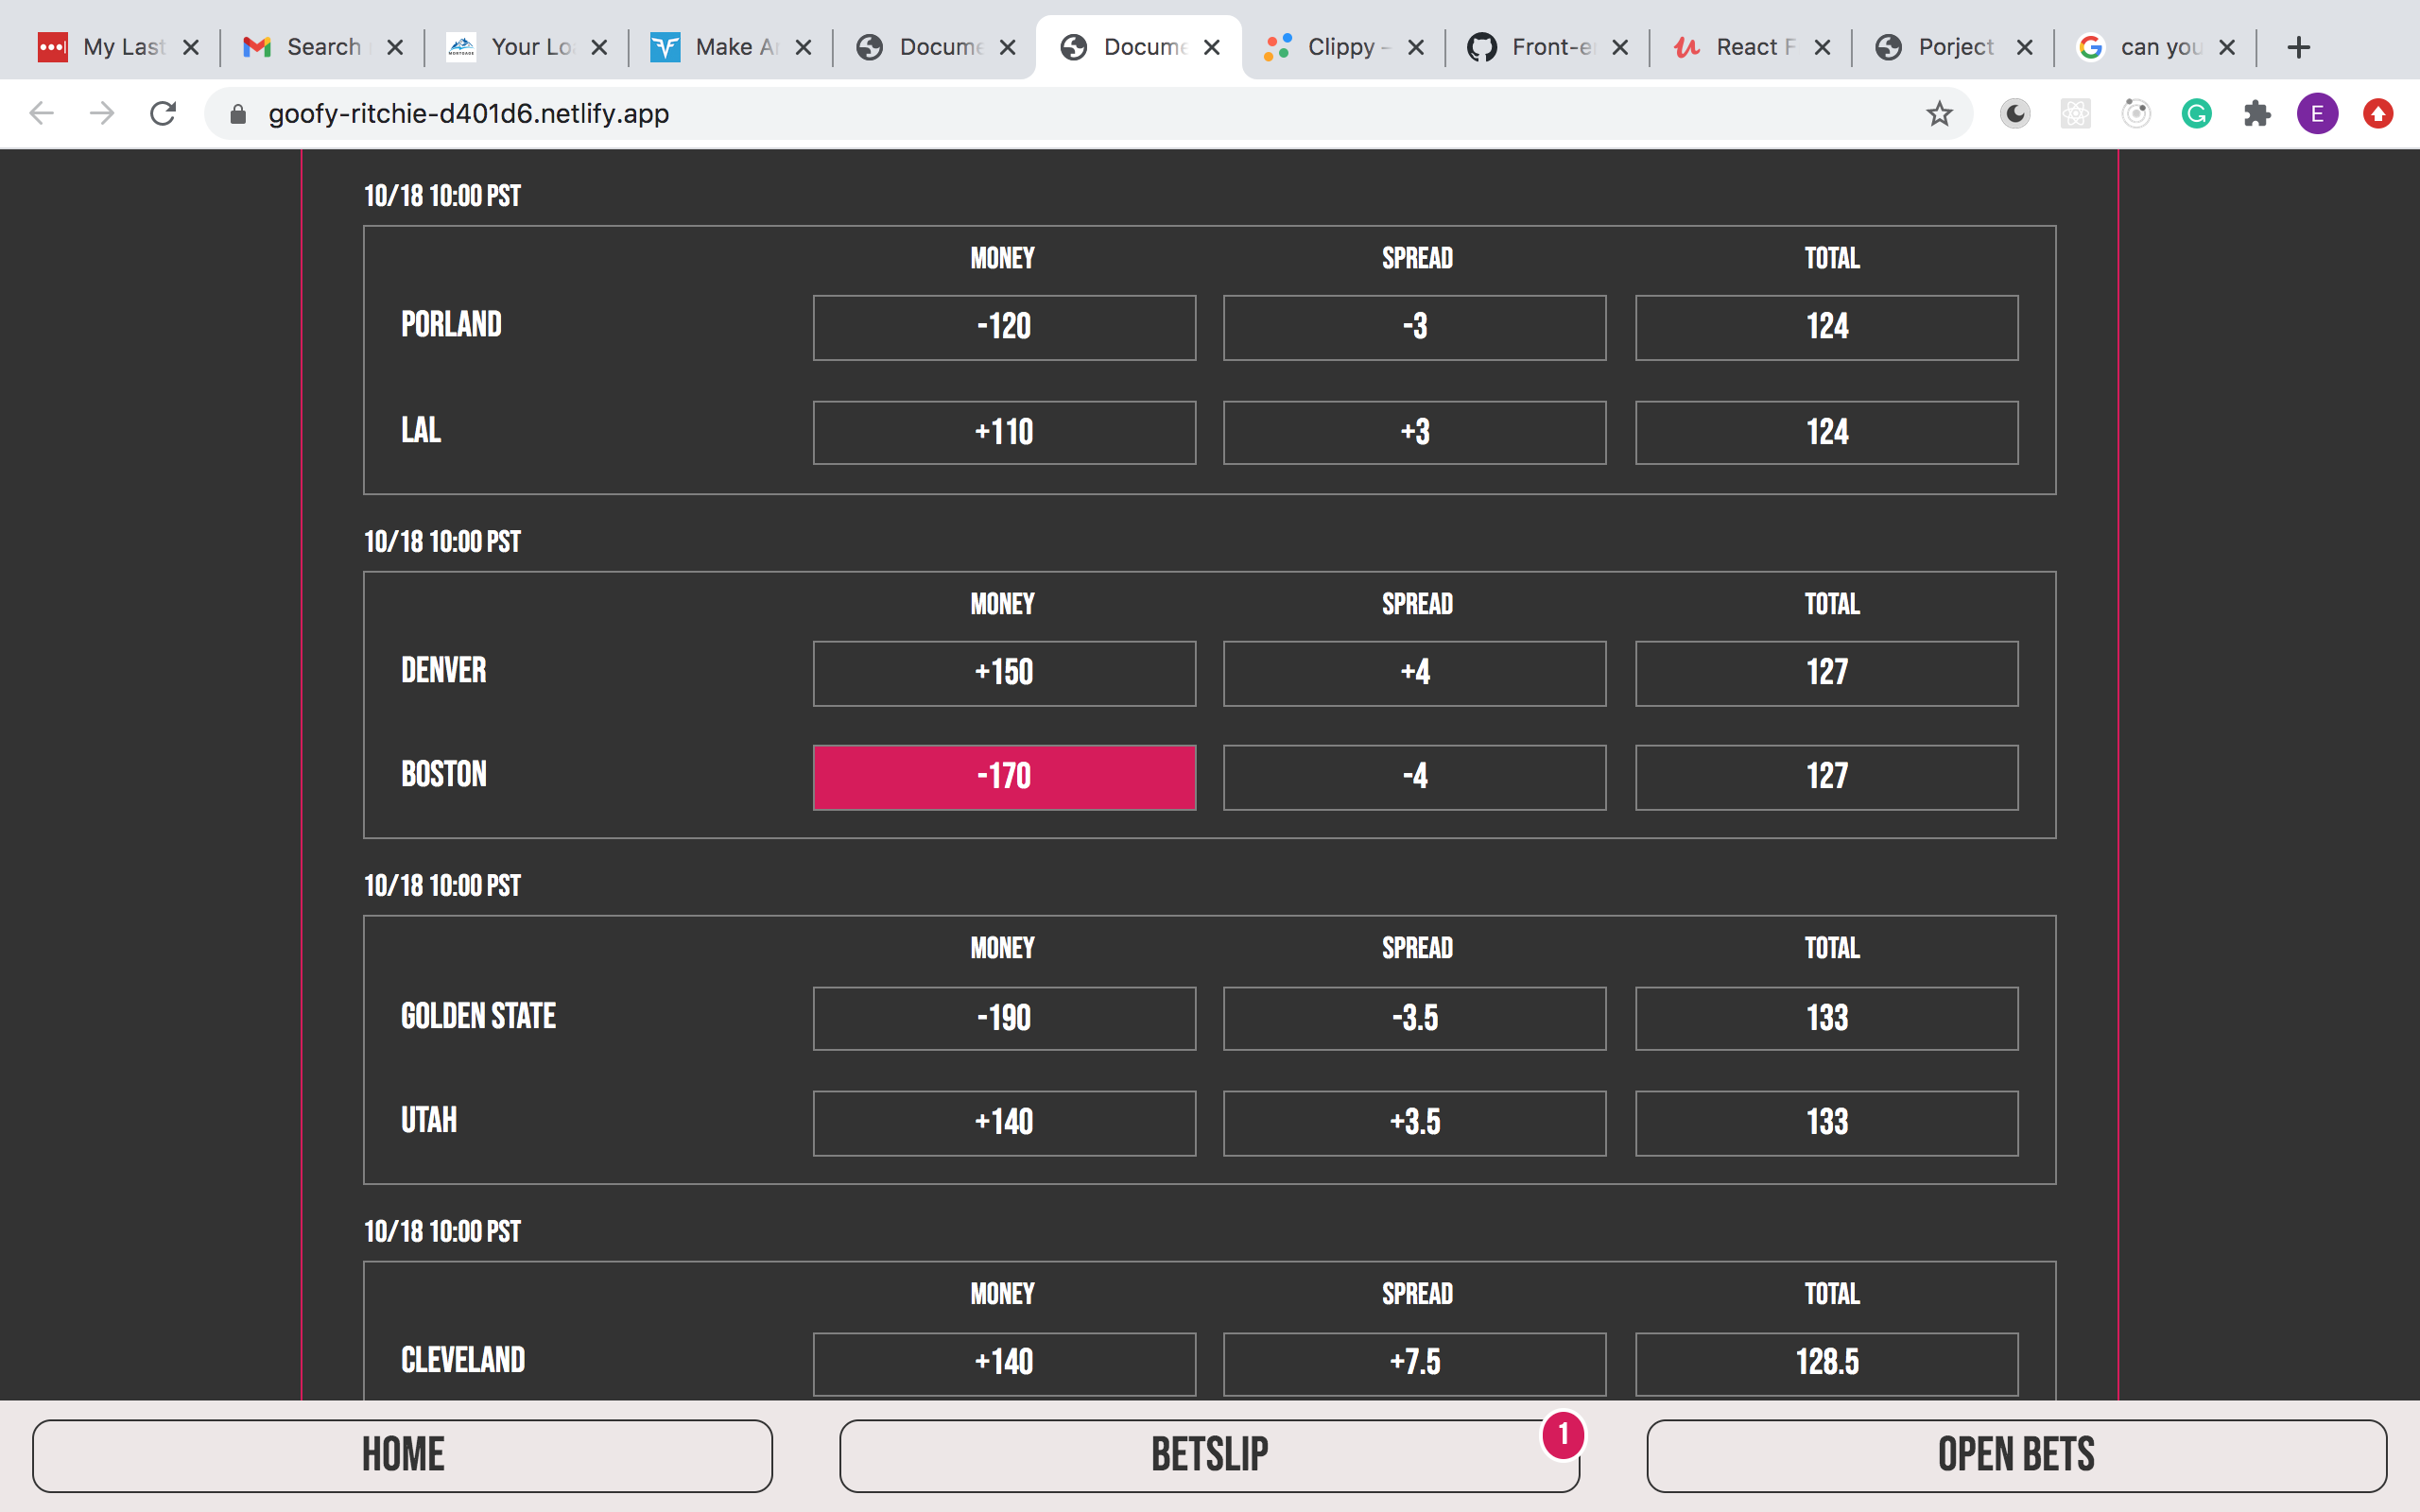 My Last Search Your Lo Make A Docume Docume Clippy - Front-e React F Porject can you
goofy-ritchie-d401d6.netlify.app E
10/18 10:00 PST
MONEY SPREAD TOTAL
PORLAND -120 -3 124
LAL +110 +3 124
10/18 10:00 PST
MONEY SPREAD TOTAL
DENVER +150 +4 127
BOSTON -170 -4 127
10/18 10:00 PST
MONEY SPREAD TOTAL
GOLDEN STATE -190 -3.5 133
UTAH +140 +3.5 133
10/18 10:00 PST
MONEY SPREAD TOTAL
CLEVELAND +140 +7.5 128.5
HOME BETSLIP 1 OPEN BETS